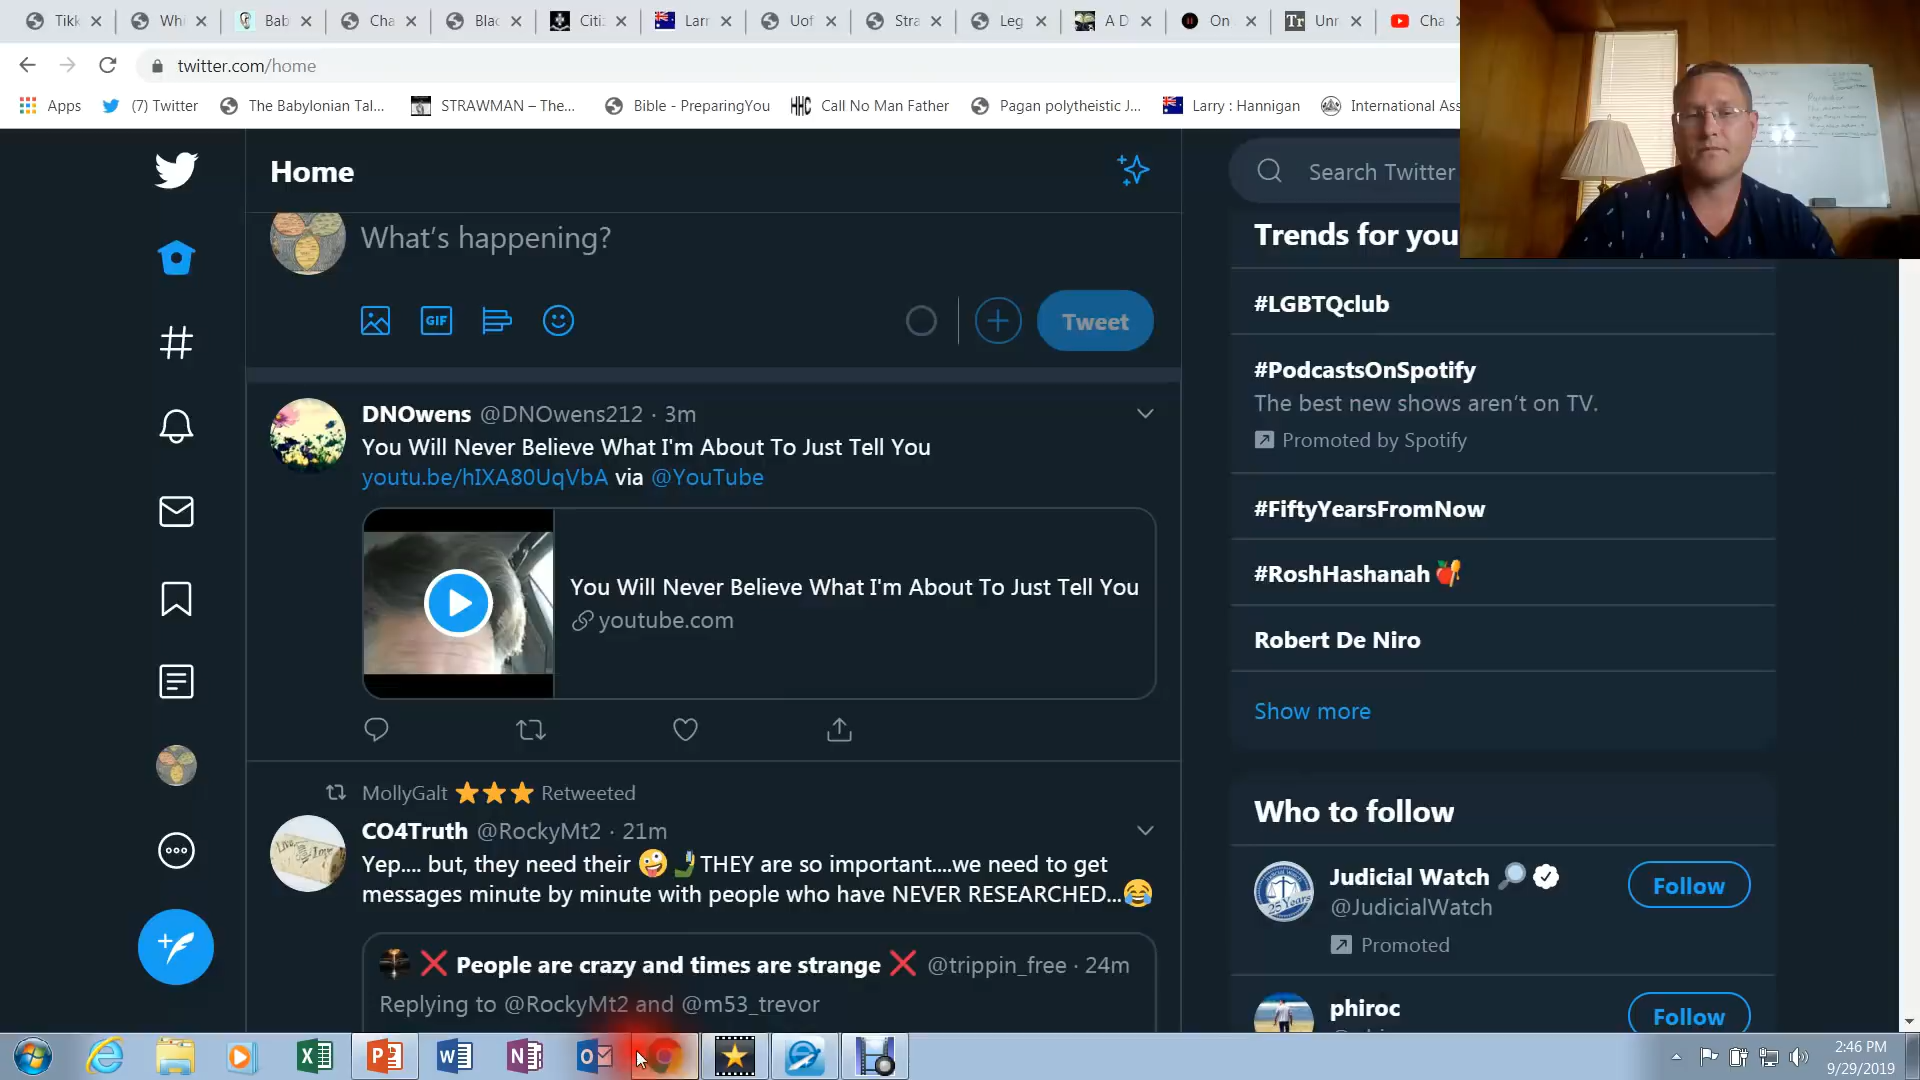 Tikk
Whi
Bab
Cha
Blac
Citiz
Larr
Uof
Stra
Leg
A D
On
Tr
Unr
Cha
twitter.com/home
Apps
(7) Twitter
The Babylonian Tal...
STRAWMAN – The...
Bible - PreparingYou
HHC
Call No Man Father
Pagan polytheistic J...
Larry : Hannigan
International Ass
Home
Search Twitter
What's happening?
GIF
Tweet
Trends for you
#LGBTQclub
#PodcastsOnSpotify
The best new shows aren't on TV.
Promoted by Spotify
#FiftyYearsFromNow
#RoshHashanah
Robert De Niro
Show more
DNOwens @DNOwens212 · 3m
You Will Never Believe What I'm About To Just Tell You
youtu.be/hIXA80UqVbA via @YouTube
You Will Never Believe What I'm About To Just Tell You
youtube.com
MollyGalt ⭐⭐⭐ Retweeted
CO4Truth @RockyMt2 · 21m
Yep.... but, they need their 🤪 🤳 THEY are so important....we need to get
messages minute by minute with people who have NEVER RESEARCHED...😂
❌ People are crazy and times are strange ❌ @trippin_free · 24m
Replying to @RockyMt2 and @m53_trevor
Who to follow
25 Years
Judicial Watch 🔎
@JudicialWatch
Promoted
Follow
phiroc
Follow
2:46 PM
9/29/2019